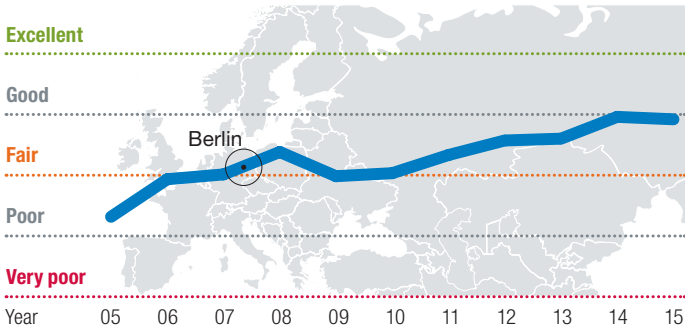 Excellent
Good
Berlin
Fair
Poor
Very poor
Year 05 06 07 08 09 10 11 12 13 14 15